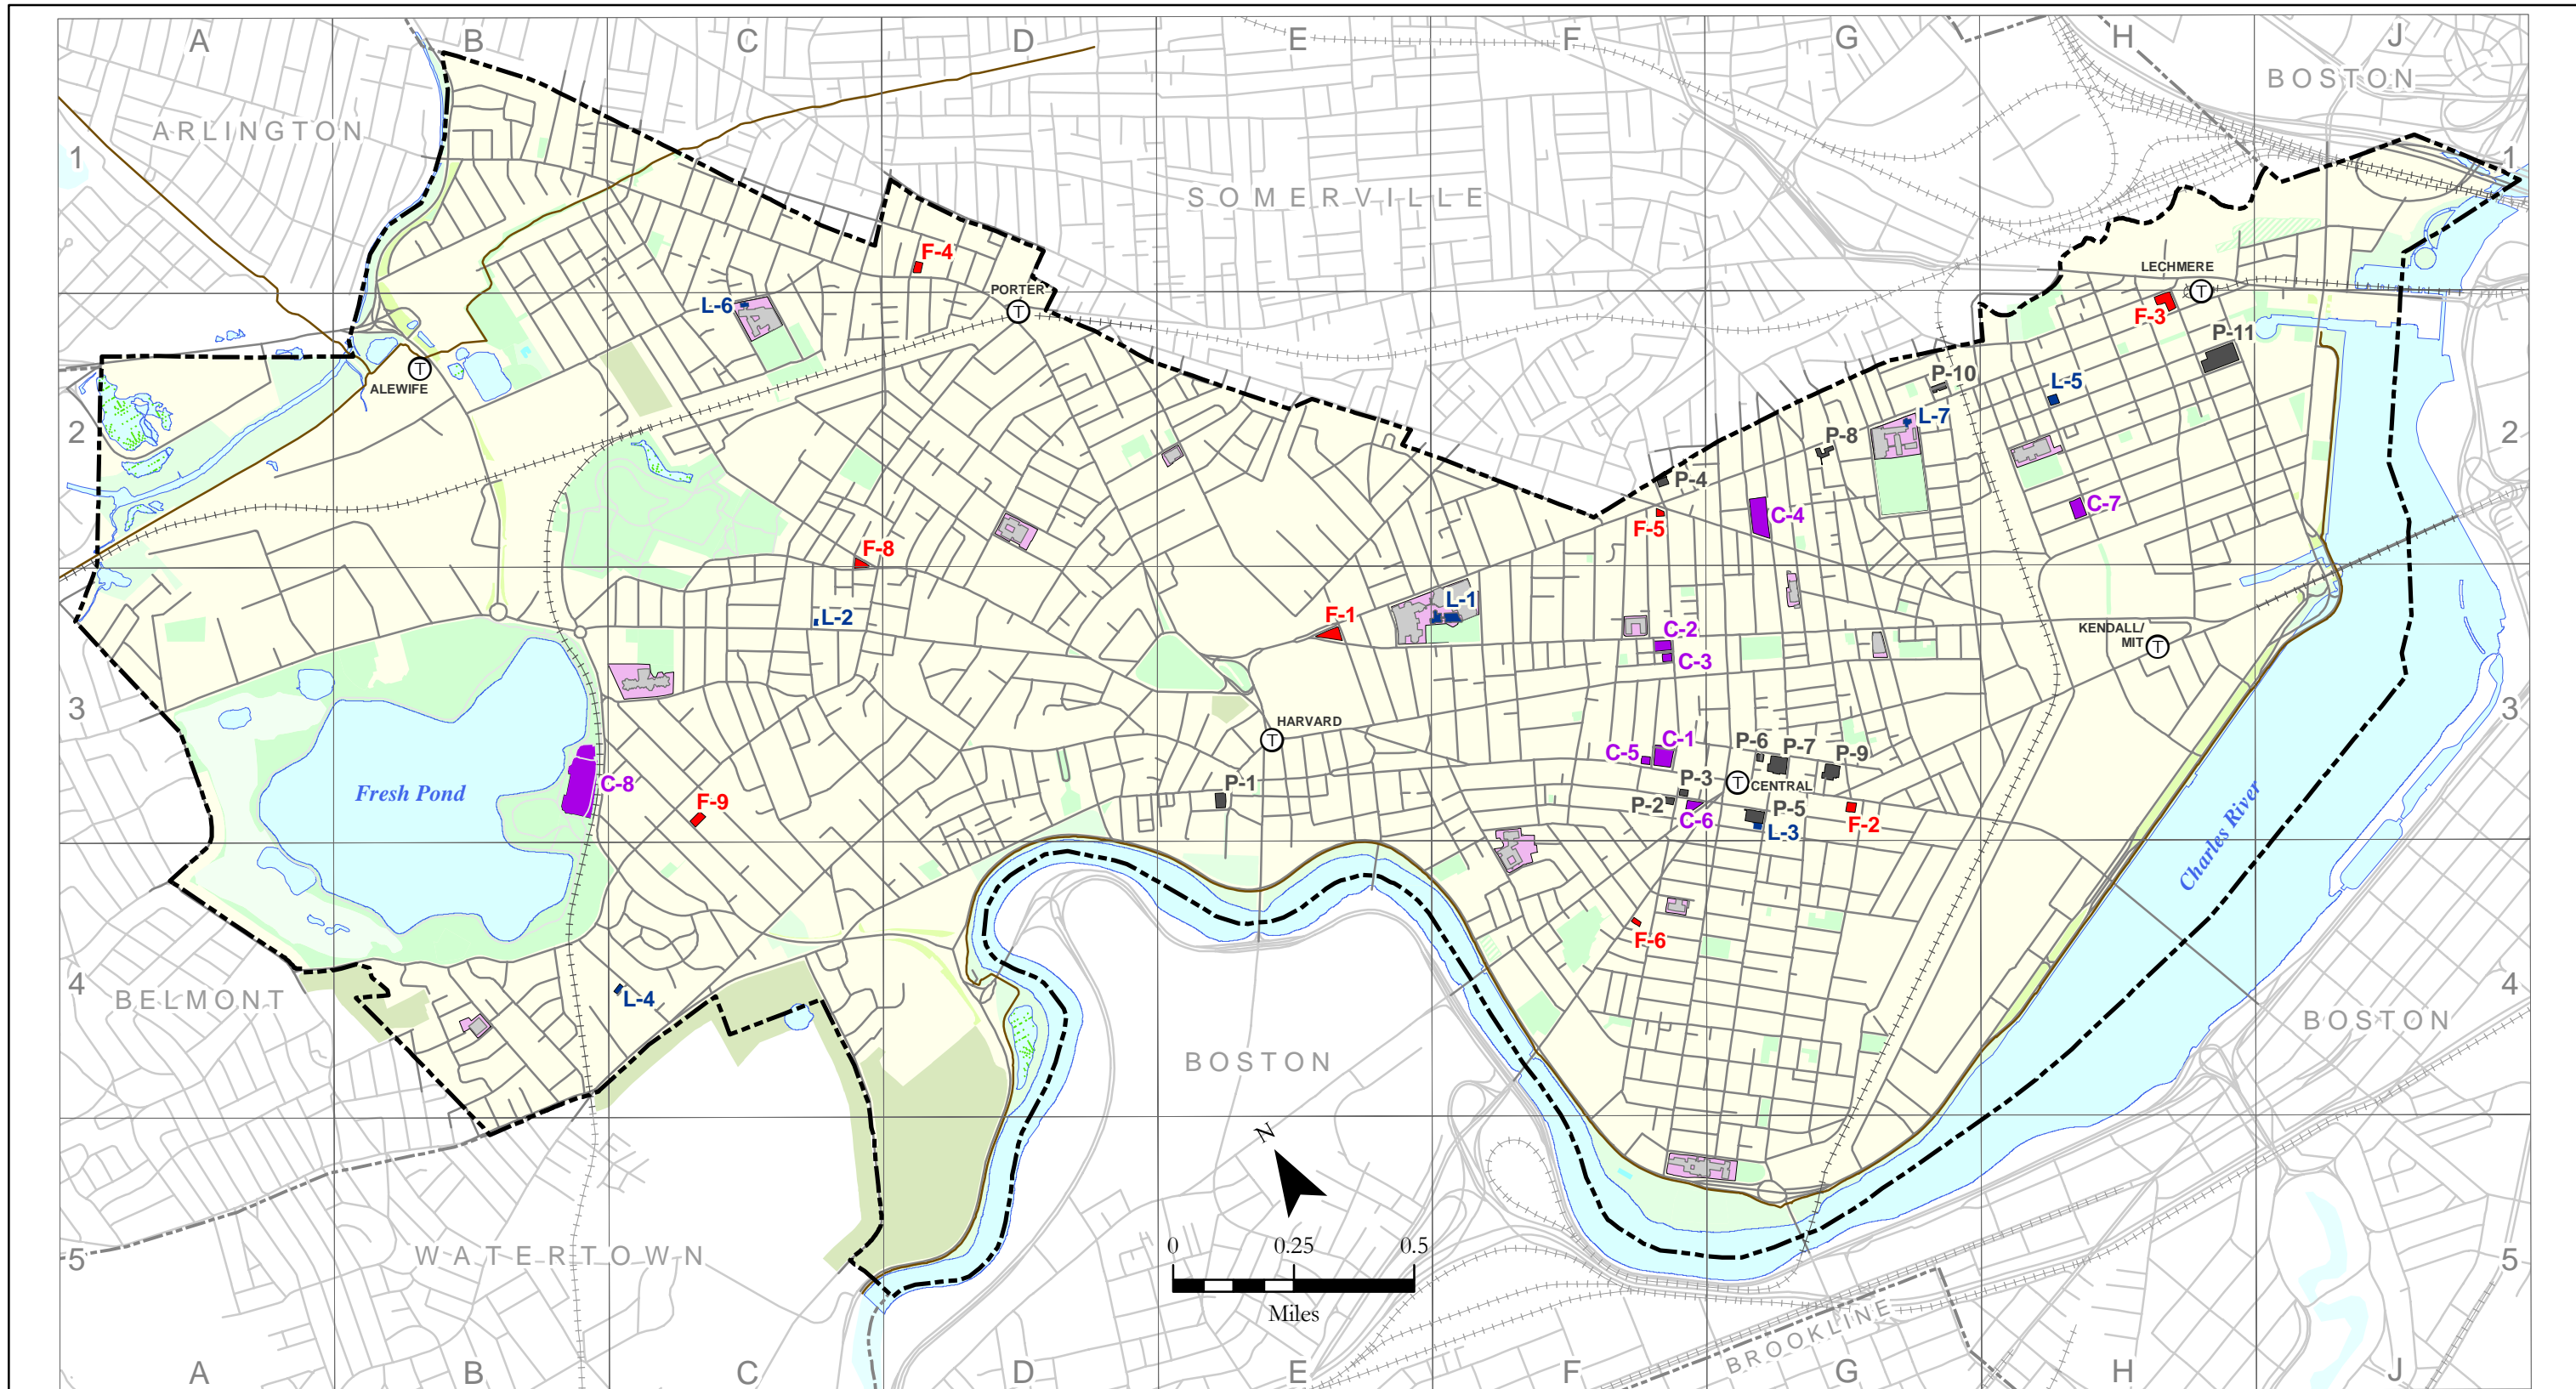 A B C D E F G H J
BOSTON
ARLINGTON
1 1
SOMERVILLE
F-4
LECHMERE
PORTER
T
T
L-6
F-3
P-11
T
ALEWIFE
P-10
L-5
L-7
2 2
P-8
P-4
C-4
C-7
F-5
F-8
L-1
L-2
F-1
C-2
KENDALL/
MIT
T
C-3
3 3
HARVARD
T
C-1
P-6
P-7
P-9
C-5
Fresh Pond
C-8
P-1
P-3
T
CENTRAL
F-9
P-2
C-6
P-5
F-2
L-3
Charles River
F-6
4 4
BELMONT
L-4
BOSTON
BOSTON
N
WATERTOWN
0 0.25 0.5
5 5
Miles
BROOKLINE
A B C D E F G H J